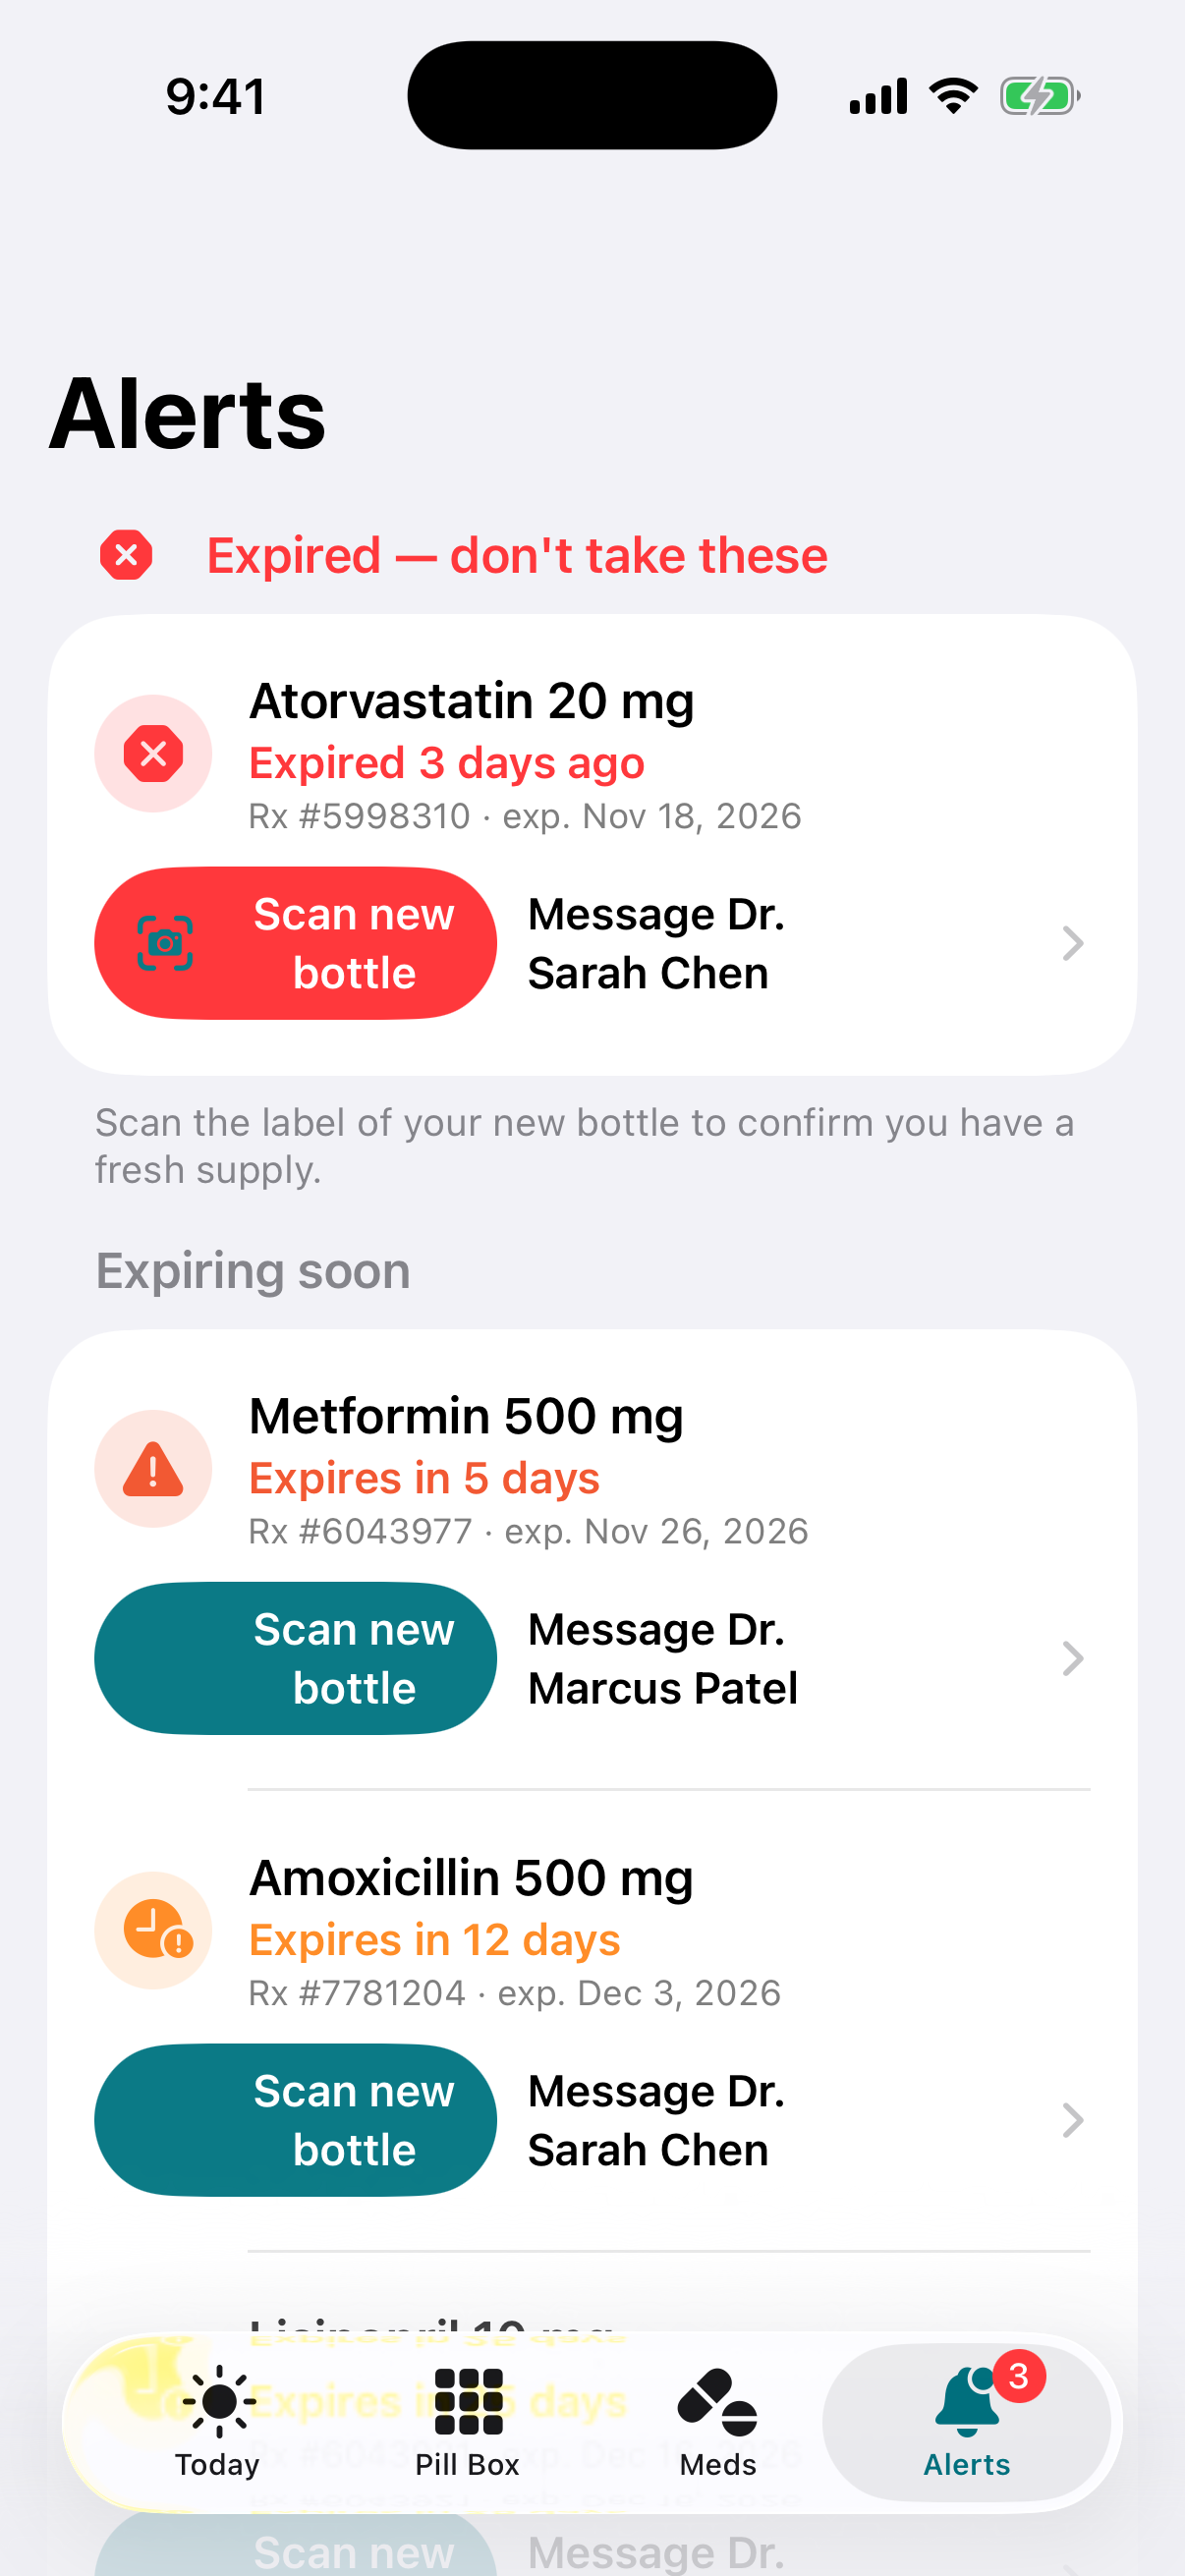 9:41
Alerts
Expired — don't take these
Atorvastatin 20 mg
Expired 3 days ago
Rx #5998310 · exp. Nov 18, 2026
Scan new
bottle
Message Dr.
Sarah Chen
Scan the label of your new bottle to confirm you have a
fresh supply.
Expiring soon
Metformin 500 mg
Expires in 5 days
Rx #6043977 · exp. Nov 26, 2026
Scan new
bottle
Message Dr.
Marcus Patel
Amoxicillin 500 mg
Expires in 12 days
Rx #7781204 · exp. Dec 3, 2026
Scan new
bottle
Message Dr.
Sarah Chen
mg
Expires in days
3
Today
Pill Box
Meds
Alerts
Scan new
Message Dr.